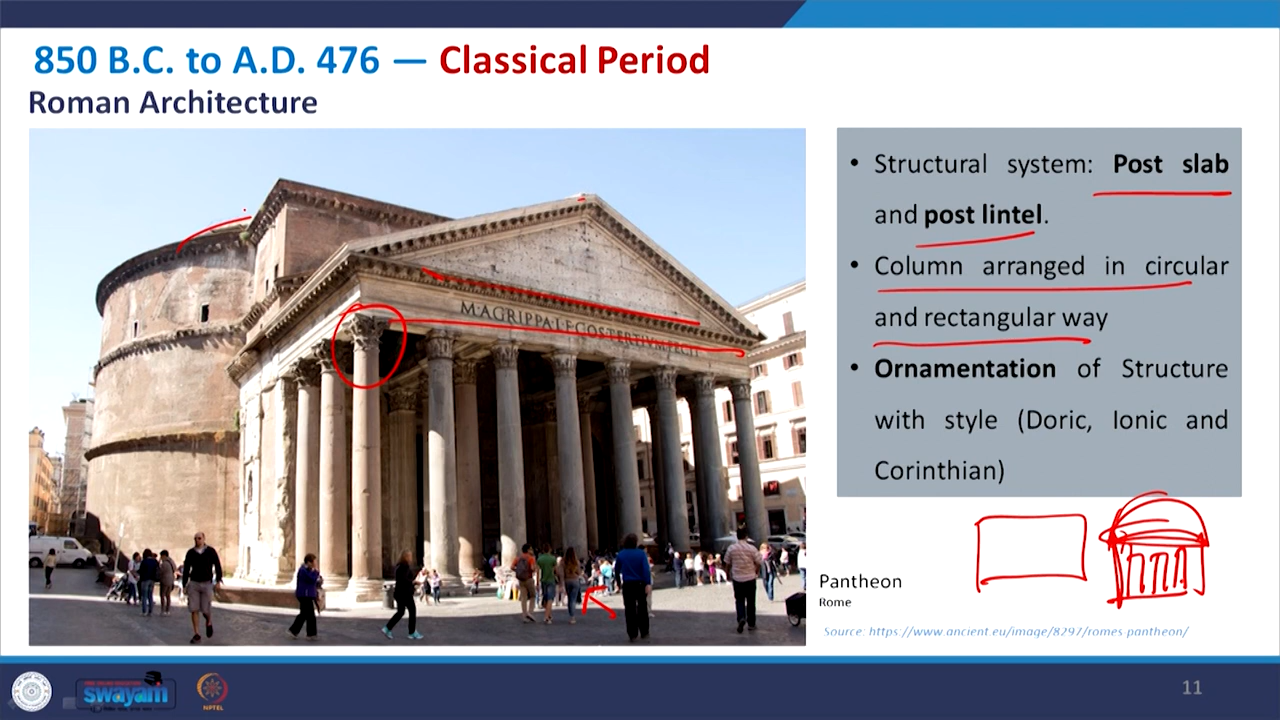 850 B.C. to A.D. 476 — Classical Period
Roman Architecture
M·AGRIPPA·L·F·COS·TERTIVM·FECIT
• Structural system: Post slab
and post lintel.
• Column arranged in circular
and rectangular way
• Ornamentation of Structure
with style (Doric, Ionic and
Corinthian)
Pantheon
Rome
Source: https://www.ancient.eu/image/8297/romes-pantheon/
swayam
NPTEL
11